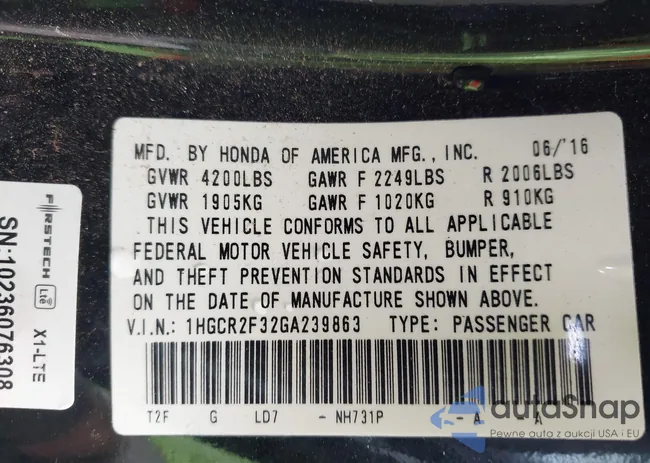 MFD. BY HONDA OF AMERICA MFG., INC. 06/'16
GVWR 4200LBS GAWR F 2249LBS R 2006LBS
GVWR 1905KG GAWR F 1020KG R 910KG
THIS VEHICLE CONFORMS TO ALL APPLICABLE
FEDERAL MOTOR VEHICLE SAFETY, BUMPER,
AND THEFT PREVENTION STANDARDS IN EFFECT
ON THE DATE OF MANUFACTURE SHOWN ABOVE.
V.I.N.: 1HGCR2F32GA239863 TYPE: PASSENGER CAR
T2F G LD7 - NH731P - A A
FIRSTECH
Lte
X1-LTE
SN:10236076308
autaSnap
Pewne auta z aukcji USA i EU